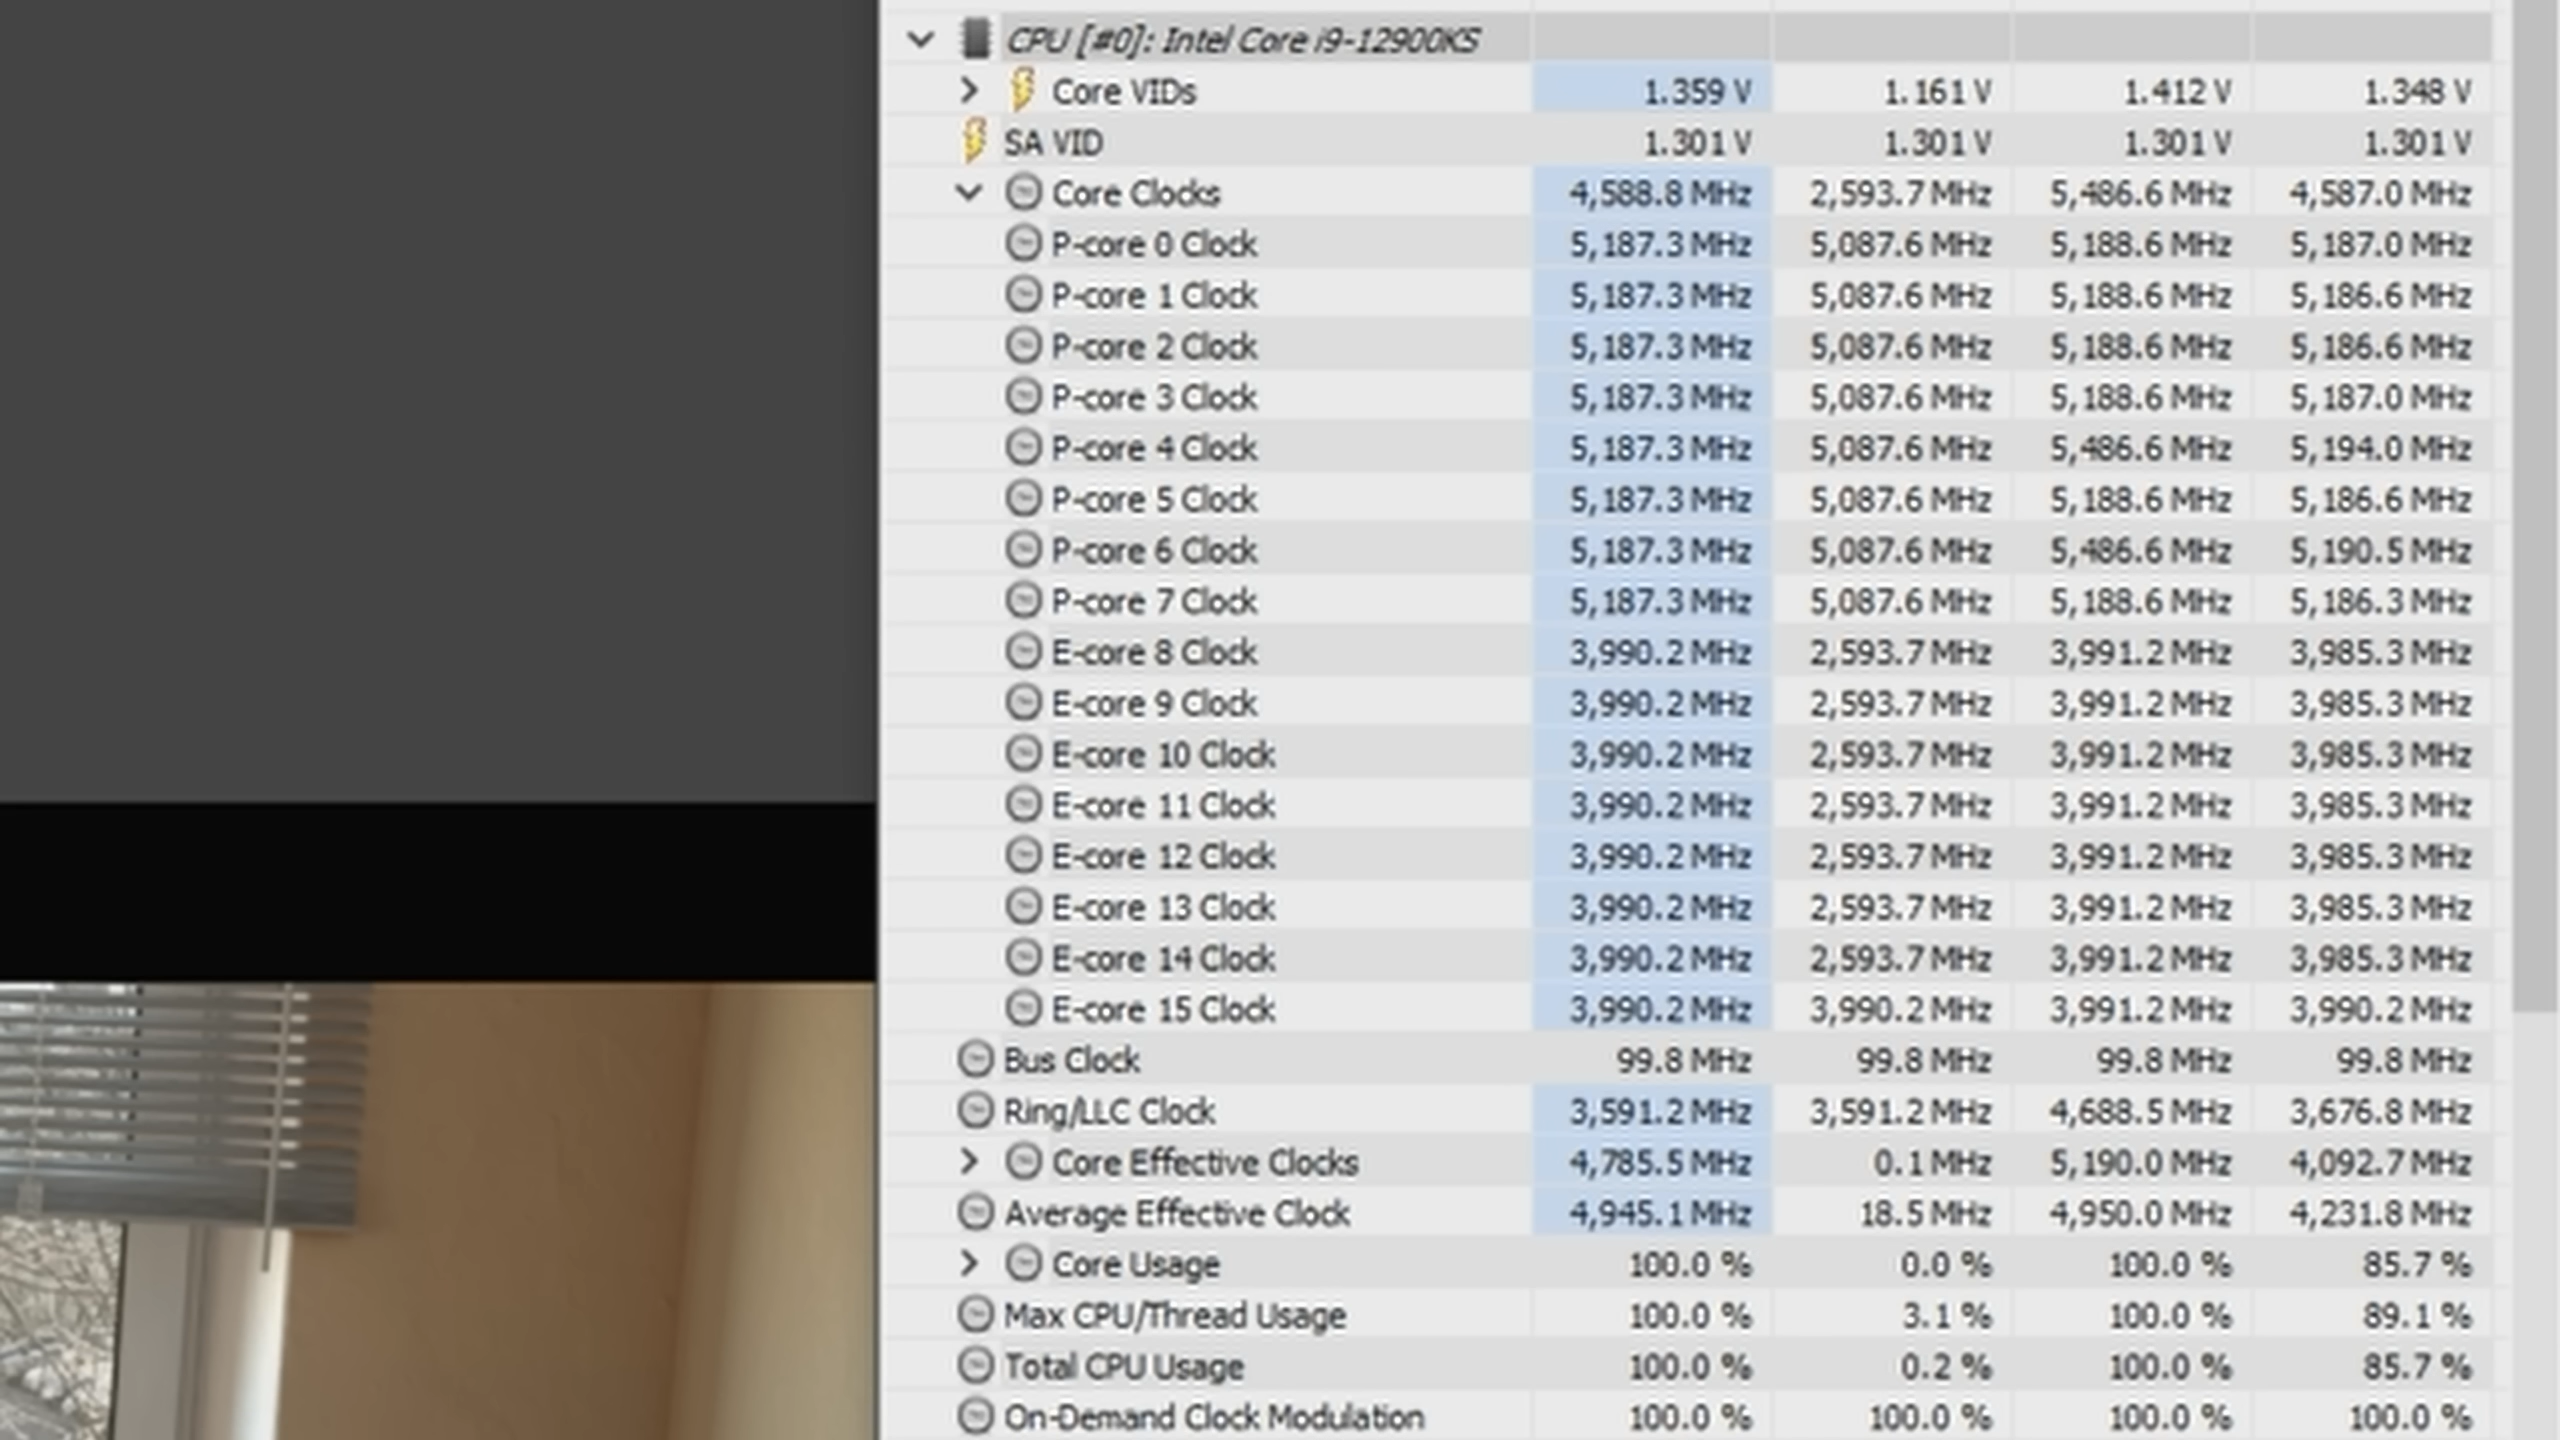 CPU [#0]: Intel Core i9-12900KS
Core VIDs 1.359 V 1.161 V 1.412 V 1.348 V
SA VID 1.301 V 1.301 V 1.301 V 1.301 V
Core Clocks 4,588.8 MHz 2,593.7 MHz 5,486.6 MHz 4,587.0 MHz
P-core 0 Clock 5,187.3 MHz 5,087.6 MHz 5,188.6 MHz 5,187.0 MHz
P-core 1 Clock 5,187.3 MHz 5,087.6 MHz 5,188.6 MHz 5,186.6 MHz
P-core 2 Clock 5,187.3 MHz 5,087.6 MHz 5,188.6 MHz 5,186.6 MHz
P-core 3 Clock 5,187.3 MHz 5,087.6 MHz 5,188.6 MHz 5,187.0 MHz
P-core 4 Clock 5,187.3 MHz 5,087.6 MHz 5,486.6 MHz 5,194.0 MHz
P-core 5 Clock 5,187.3 MHz 5,087.6 MHz 5,188.6 MHz 5,186.6 MHz
P-core 6 Clock 5,187.3 MHz 5,087.6 MHz 5,486.6 MHz 5,190.5 MHz
P-core 7 Clock 5,187.3 MHz 5,087.6 MHz 5,188.6 MHz 5,186.3 MHz
E-core 8 Clock 3,990.2 MHz 2,593.7 MHz 3,991.2 MHz 3,985.3 MHz
E-core 9 Clock 3,990.2 MHz 2,593.7 MHz 3,991.2 MHz 3,985.3 MHz
E-core 10 Clock 3,990.2 MHz 2,593.7 MHz 3,991.2 MHz 3,985.3 MHz
E-core 11 Clock 3,990.2 MHz 2,593.7 MHz 3,991.2 MHz 3,985.3 MHz
E-core 12 Clock 3,990.2 MHz 2,593.7 MHz 3,991.2 MHz 3,985.3 MHz
E-core 13 Clock 3,990.2 MHz 2,593.7 MHz 3,991.2 MHz 3,985.3 MHz
E-core 14 Clock 3,990.2 MHz 2,593.7 MHz 3,991.2 MHz 3,985.3 MHz
E-core 15 Clock 3,990.2 MHz 3,990.2 MHz 3,991.2 MHz 3,990.2 MHz
Bus Clock 99.8 MHz 99.8 MHz 99.8 MHz 99.8 MHz
Ring/LLC Clock 3,591.2 MHz 3,591.2 MHz 4,688.5 MHz 3,676.8 MHz
Core Effective Clocks 4,785.5 MHz 0.1 MHz 5,190.0 MHz 4,092.7 MHz
Average Effective Clock 4,945.1 MHz 18.5 MHz 4,950.0 MHz 4,231.8 MHz
Core Usage 100.0 % 0.0 % 100.0 % 85.7 %
Max CPU/Thread Usage 100.0 % 3.1 % 100.0 % 89.1 %
Total CPU Usage 100.0 % 0.2 % 100.0 % 85.7 %
On-Demand Clock Modulation 100.0 % 100.0 % 100.0 % 100.0 %